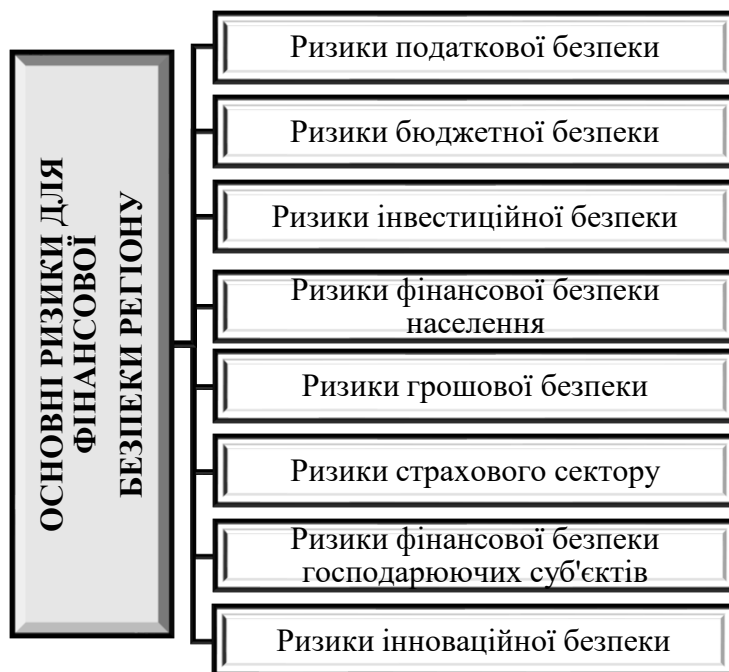 ОСНОВНІ РИЗИКИ ДЛЯ
ФІНАНСОВОЇ
БЕЗПЕКИ РЕГІОНУ
Ризики податкової безпеки
Ризики бюджетної безпеки
Ризики інвестиційної безпеки
Ризики фінансової безпеки
населення
Ризики грошової безпеки
Ризики страхового сектору
Ризики фінансової безпеки
господарюючих суб'єктів
Ризики інноваційної безпеки